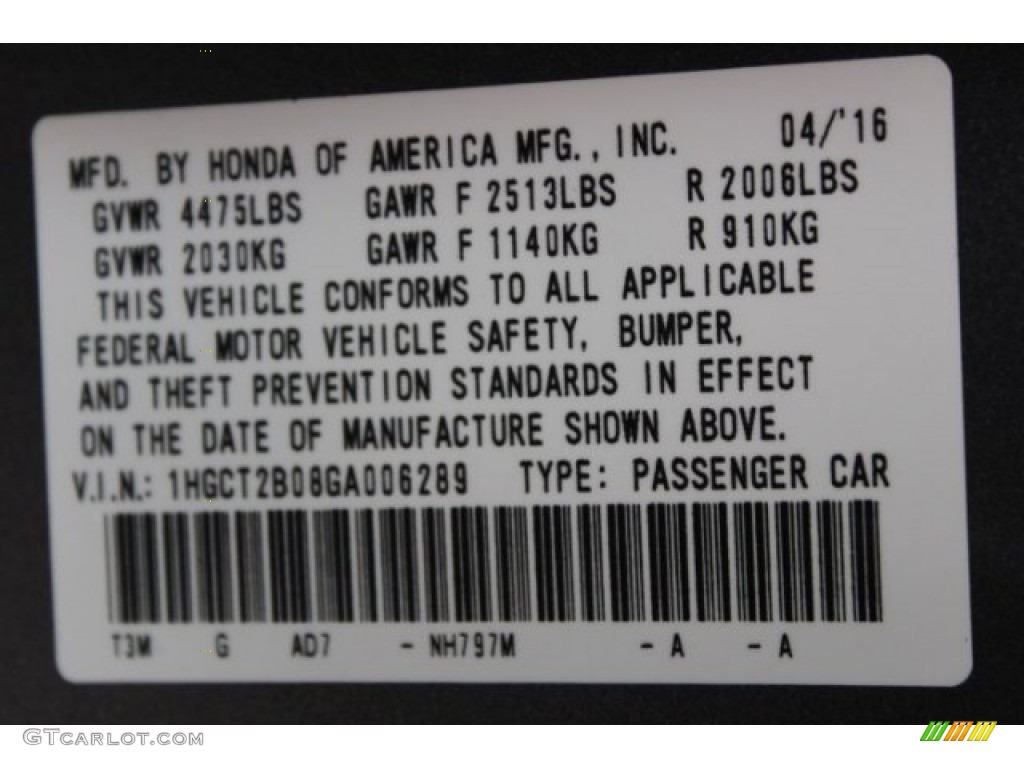 MFD. BY HONDA OF AMERICA MFG., INC. 04/'16
GVWR 4475LBS GAWR F 2513LBS R 2006LBS
GVWR 2030KG GAWR F 1140KG R 910KG
THIS VEHICLE CONFORMS TO ALL APPLICABLE
FEDERAL MOTOR VEHICLE SAFETY, BUMPER,
AND THEFT PREVENTION STANDARDS IN EFFECT
ON THE DATE OF MANUFACTURE SHOWN ABOVE.
V.I.N.: 1HGCT2B08GA006289 TYPE: PASSENGER CAR
T3M G AD7 - NH797M - A - A
GTCARLOT.COM